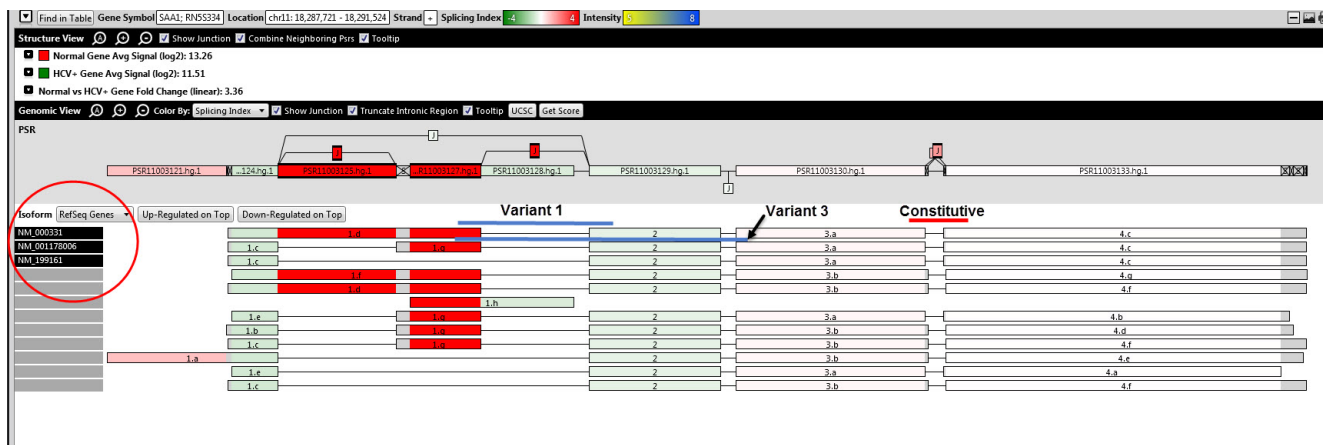 Find in Table Gene Symbol SAA1; RN5S334 Location chr11: 18,287,721 - 18,291,524 Strand + Splicing Index -4 4 Intensity 5 8
Structure View A Show Junction Combine Neighboring Psrs Tooltip
Normal Gene Avg Signal (log2): 13.26
HCV+ Gene Avg Signal (log2): 11.51
Normal vs HCV+ Gene Fold Change (linear): 3.36
Genomic View A Color By: Splicing Index Show Junction Truncate Intronic Region Tooltip UCSC Get Score
PSR
J
J J
PSR11003121.hg.1 ...124.hg.1 PSR11003125.hg.1 ...R11003127.hg.1 PSR11003128.hg.1 PSR11003129.hg.1 PSR11003130.hg.1 PSR11003133.hg.1
J
Isoform RefSeq Genes Up-Regulated on Top Down-Regulated on Top Variant 1 Variant 3 Constitutive
NM_000331 1.d 2 3.a 4.c
NM_001178006 1.c 1.g 2 3.a 4.c
NM_199161 1.c 2 3.a 4.c
1.f 2 3.b 4.g
1.d 2 3.b 4.f
1.h
1.e 1.g 2 3.a 4.b
1.b 1.g 2 3.b 4.d
1.c 1.g 2 3.b 4.f
1.a 2 3.b 4.e
1.e 2 3.a 4.a
1.c 2 3.b 4.f